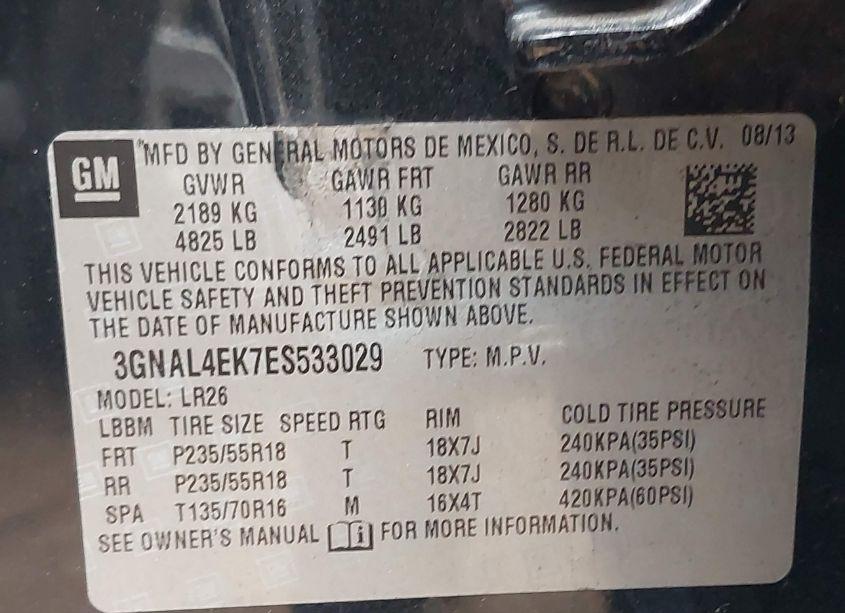 GM
MFD BY GENERAL MOTORS DE MEXICO, S. DE R.L. DE C.V. 08/13
GVWR GAWR FRT GAWR RR
2189 KG 1130 KG 1280 KG
4825 LB 2491 LB 2822 LB
THIS VEHICLE CONFORMS TO ALL APPLICABLE U.S. FEDERAL MOTOR
VEHICLE SAFETY AND THEFT PREVENTION STANDARDS IN EFFECT ON
THE DATE OF MANUFACTURE SHOWN ABOVE.
3GNAL4EK7ES533029 TYPE: M.P.V.
MODEL: LR26
LBBM TIRE SIZE SPEED RTG RIM COLD TIRE PRESSURE
FRT P235/55R18 T 18X7J 240KPA(35PSI)
RR P235/55R18 T 18X7J 240KPA(35PSI)
SPA T135/70R16 M 16X4T 420KPA(60PSI)
SEE OWNER'S MANUAL i FOR MORE INFORMATION.